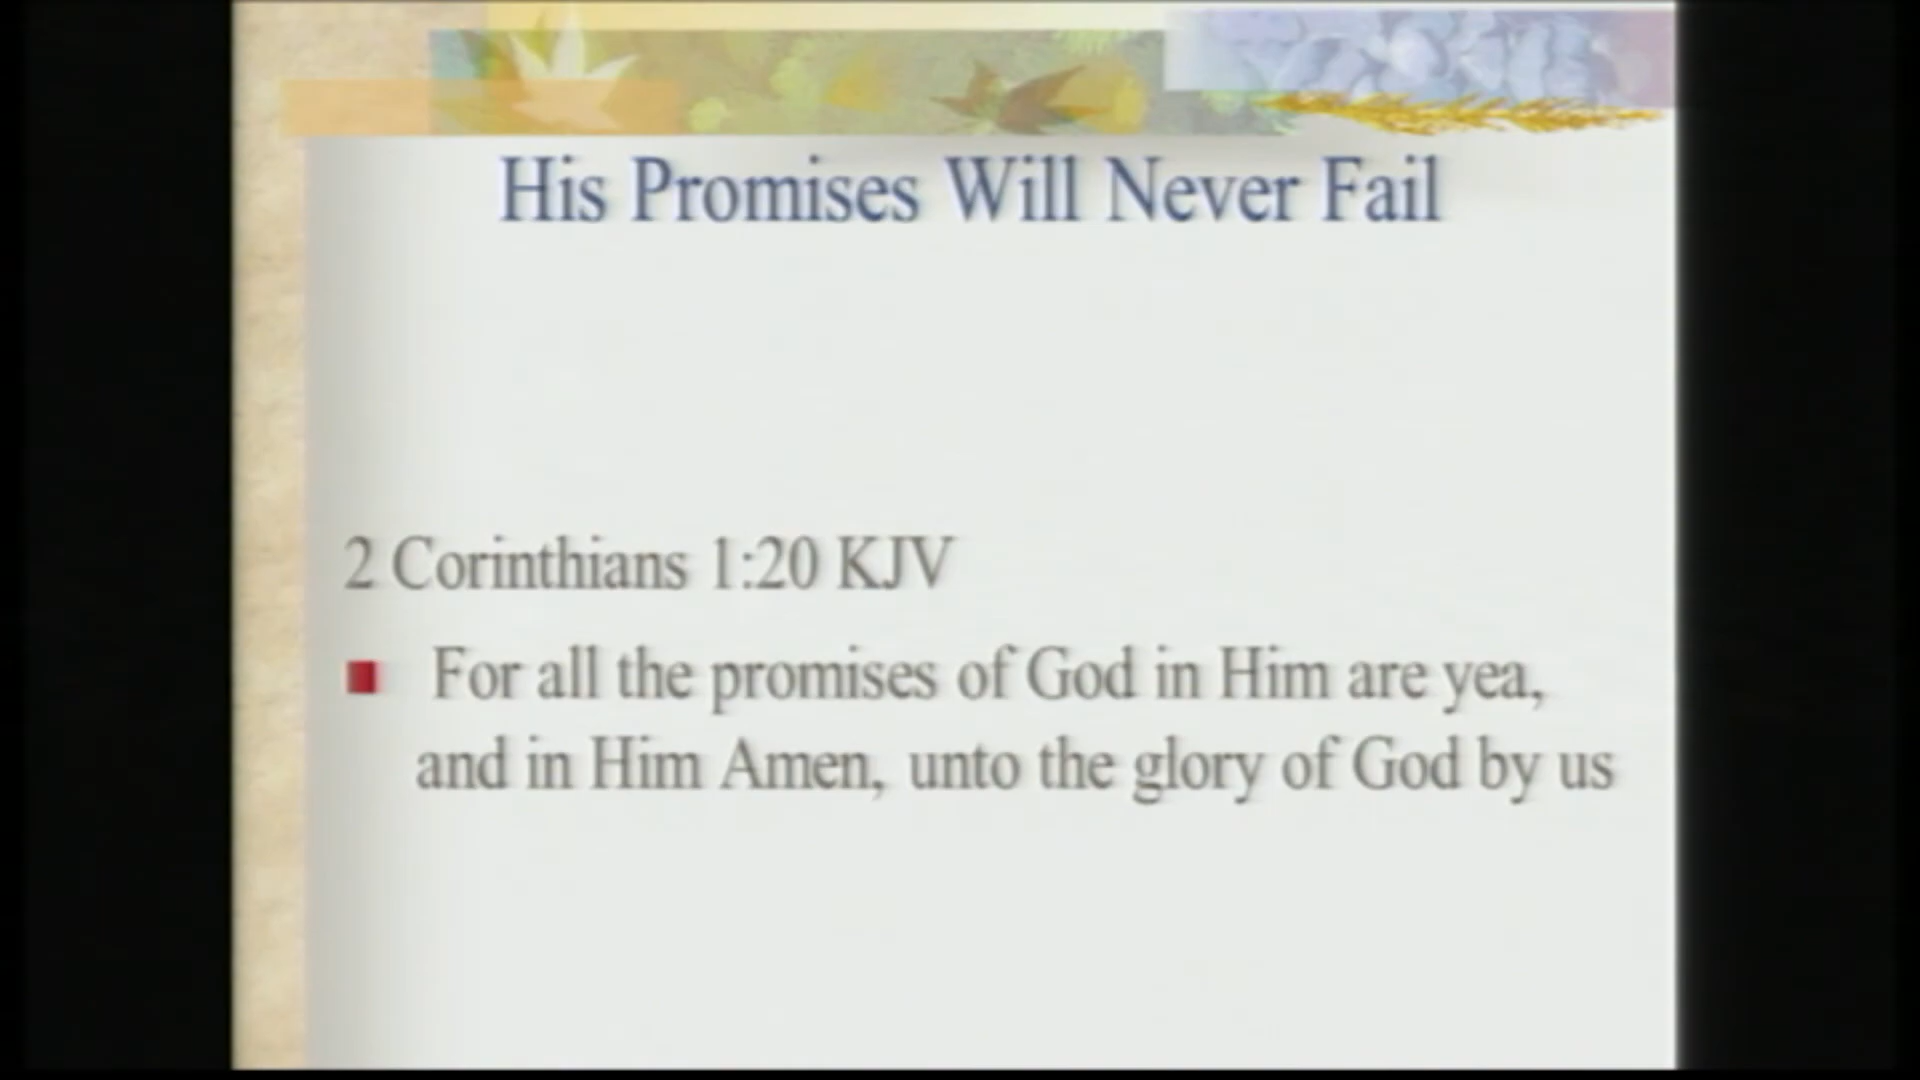 His Promises Will Never Fail
2 Corinthians 1:20 KJV
For all the promises of God in Him are yea,
and in Him Amen, unto the glory of God by us